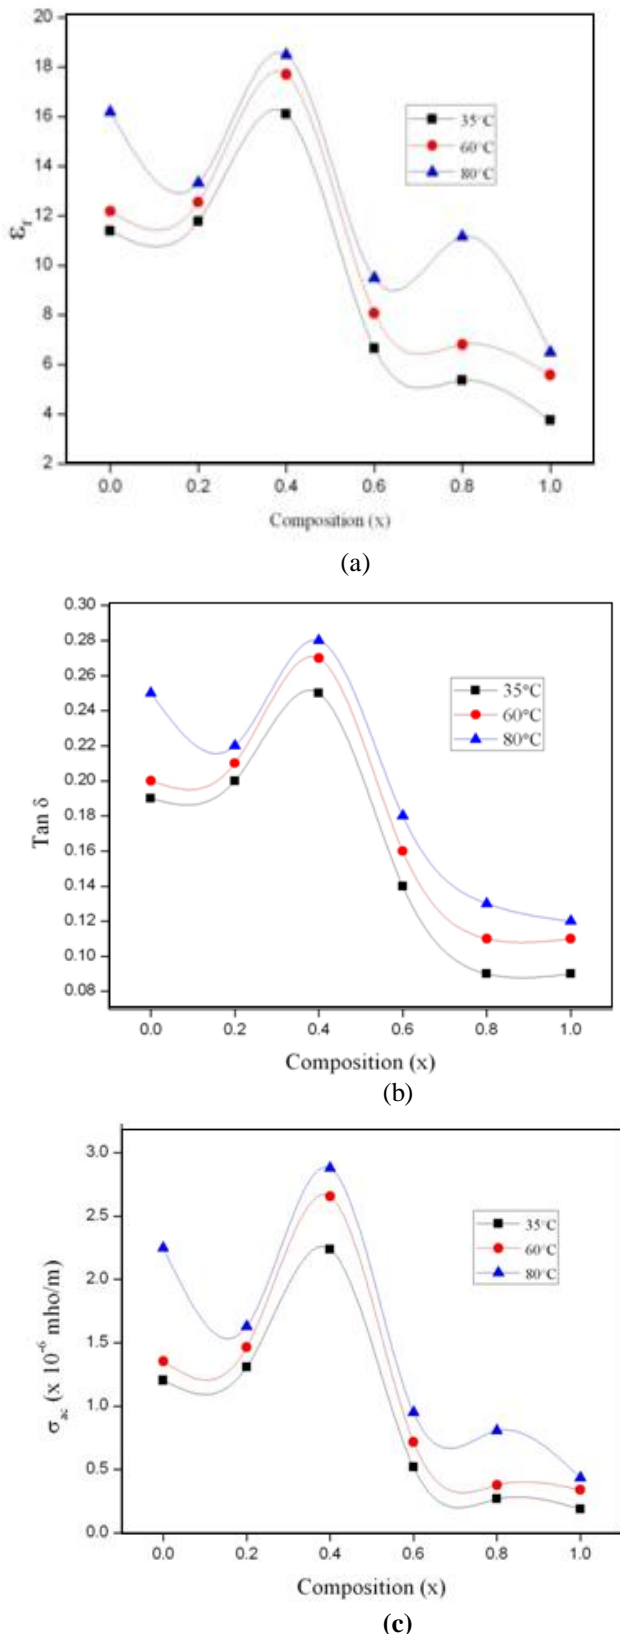 20
18
16
14
12
10
8
6
4
2
εr
35°C
60°C
80°C
0.0 0.2 0.4 0.6 0.8 1.0
Composition (x)
(a)
0.30
0.28
0.26
0.24
0.22
0.20
0.18
0.16
0.14
0.12
0.10
0.08
Tan δ
35°C
60°C
80°C
0.0 0.2 0.4 0.6 0.8 1.0
Composition (x)
(b)
3.0
2.5
2.0
1.5
1.0
0.5
0.0
σac (x 10-6 mho/m)
35°C
60°C
80°C
0.0 0.2 0.4 0.6 0.8 1.0
Composition (x)
(c)